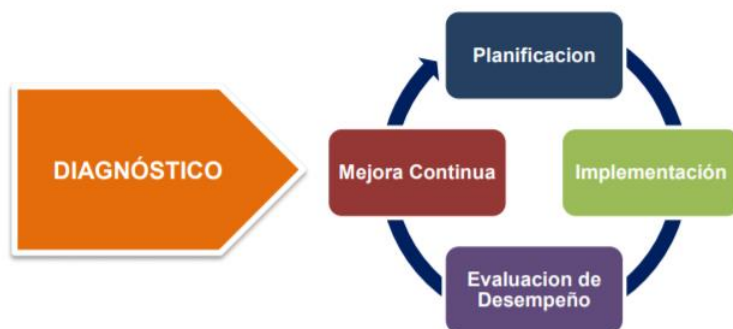 DIAGNÓSTICO
Planificacion
Implementación
Evaluacion de
Desempeño
Mejora Continua